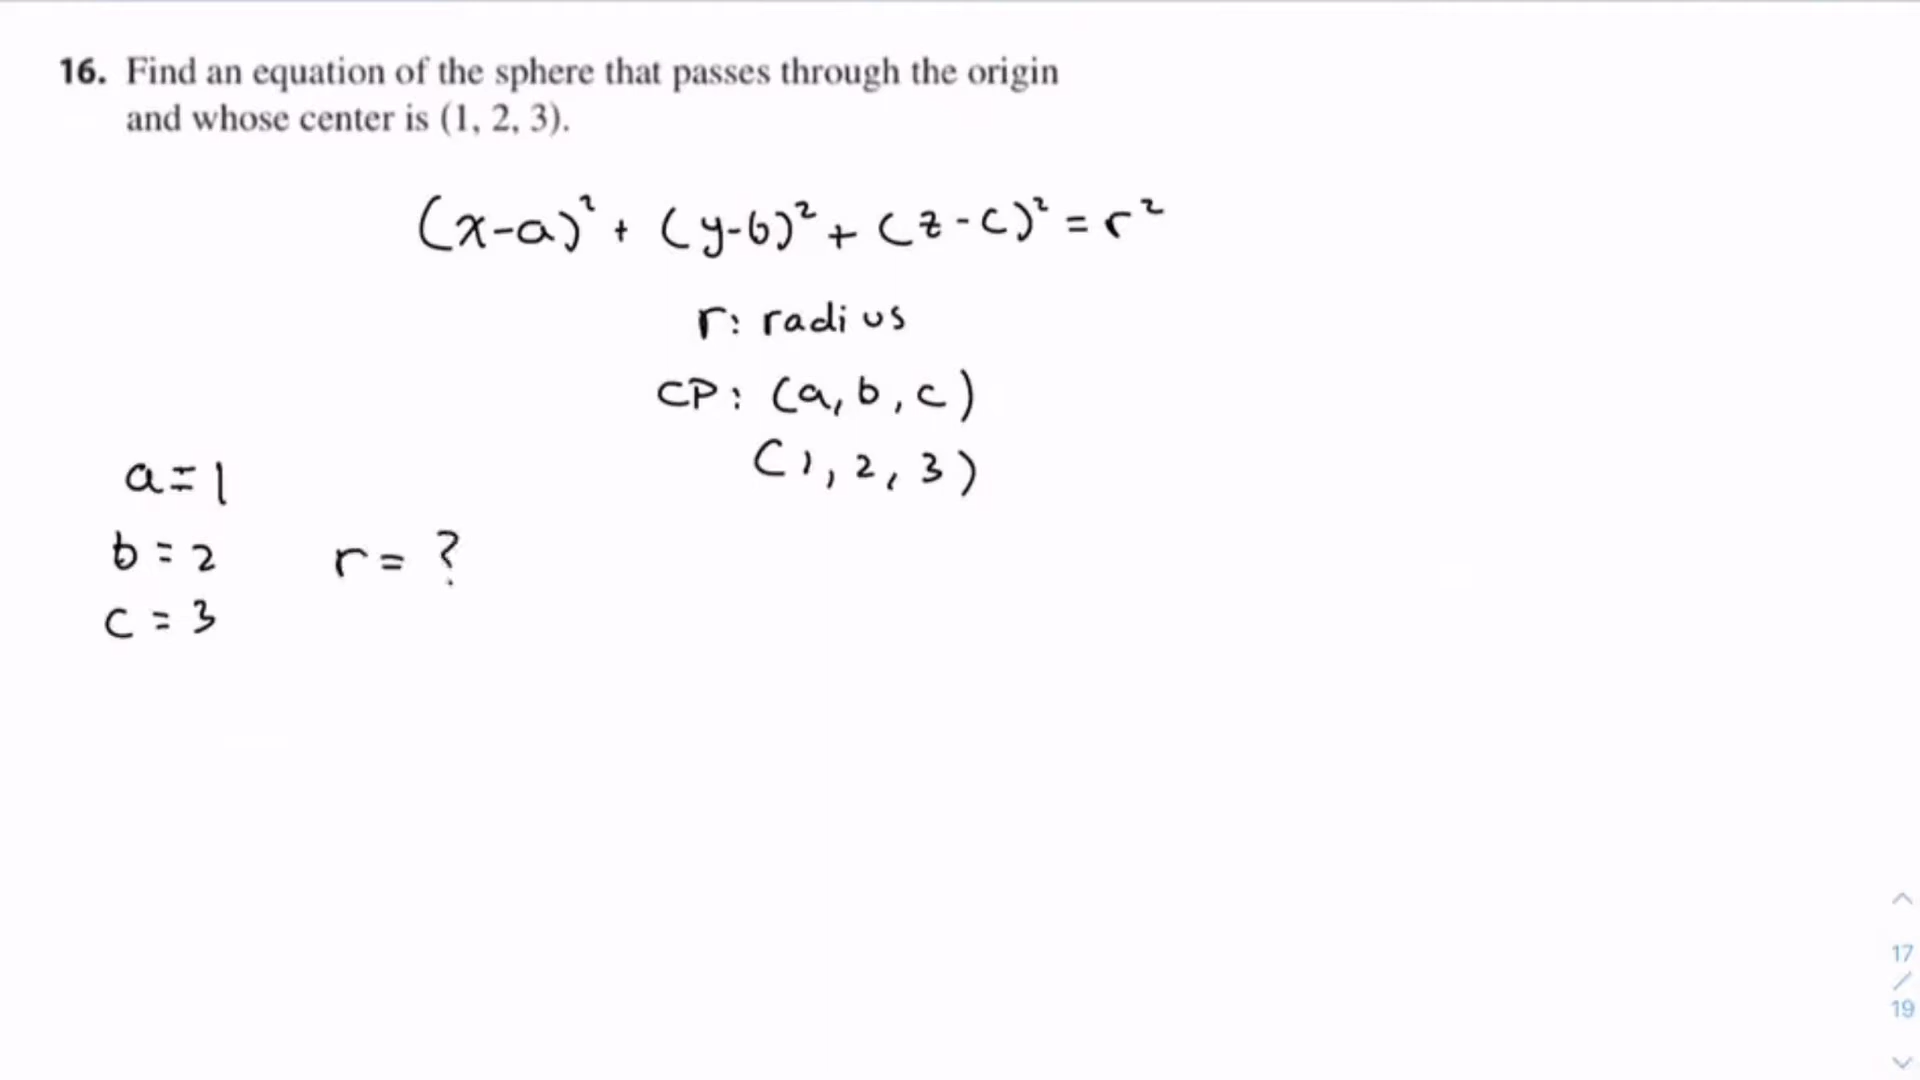 16. Find an equation of the sphere that passes through the origin
and whose center is (1, 2, 3).
(x-a)² + (y-b)² + (z-c)² = r²
r: radius
CP: (a, b, c)
(1, 2, 3)
a=1
b=2 r= ?
c=3
17
/
19